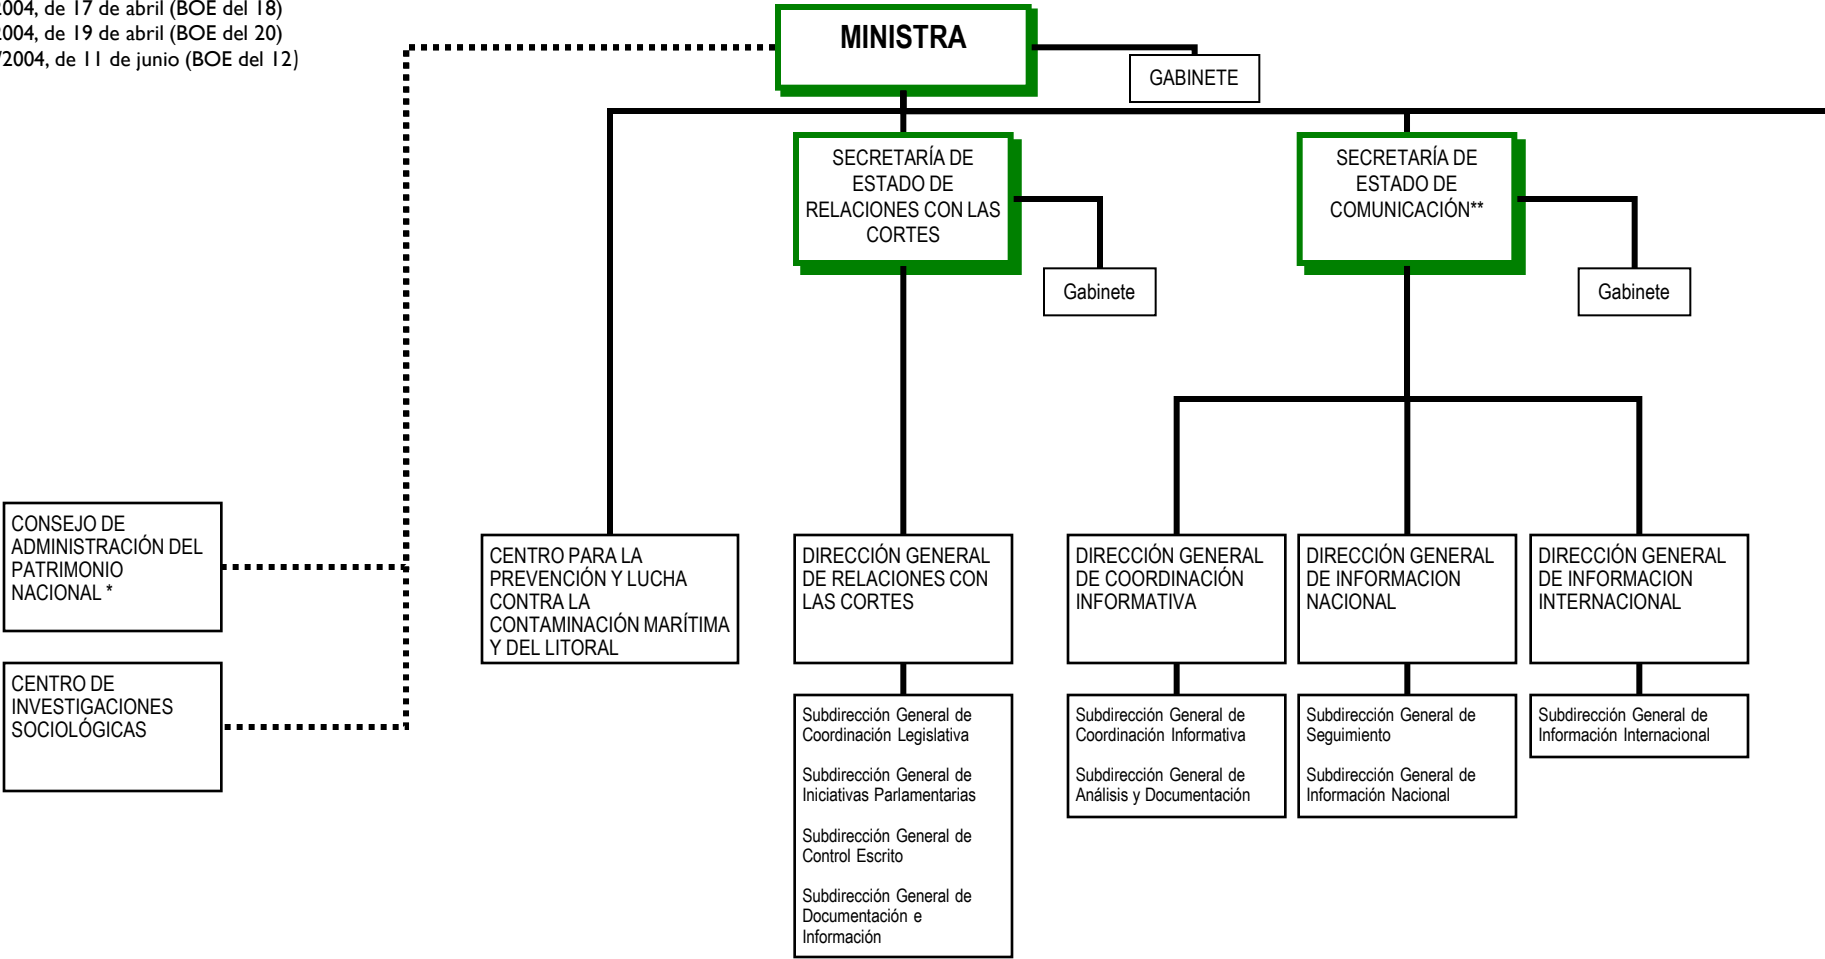 2004, de 17 de abril (BOE del 18)
2004, de 19 de abril (BOE del 20)
/2004, de 11 de junio (BOE del 12)
MINISTRA
GABINETE
SECRETARÍA DE
ESTADO DE
RELACIONES CON LAS
CORTES
Gabinete
SECRETARÍA DE
ESTADO DE
COMUNICACIÓN**
Gabinete
CONSEJO DE
ADMINISTRACIÓN DEL
PATRIMONIO
NACIONAL *
CENTRO DE
INVESTIGACIONES
SOCIOLÓGICAS
CENTRO PARA LA
PREVENCIÓN Y LUCHA
CONTRA LA
CONTAMINACIÓN MARÍTIMA
Y DEL LITORAL
DIRECCIÓN GENERAL
DE RELACIONES CON
LAS CORTES
Subdirección General de
Coordinación Legislativa
Subdirección General de
Iniciativas Parlamentarias
Subdirección General de
Control Escrito
Subdirección General de
Documentación e
Información
DIRECCIÓN GENERAL
DE COORDINACIÓN
INFORMATIVA
Subdirección General de
Coordinación Informativa
Subdirección General de
Análisis y Documentación
DIRECCIÓN GENERAL
DE INFORMACION
NACIONAL
Subdirección General de
Seguimiento
Subdirección General de
Información Nacional
DIRECCIÓN GENERAL
DE INFORMACION
INTERNACIONAL
Subdirección General de
Información Internacional